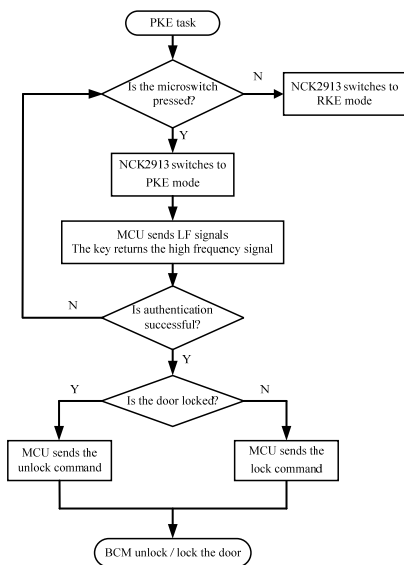 PKE task
Is the microswitch
pressed?
N
NCK2913 switches to
RKE mode
Y
NCK2913 switches to
PKE mode
MCU sends LF signals
The key returns the high frequency signal
N
Is authentication
successful?
Y
Y
Is the door locked?
N
MCU sends the
unlock command
MCU sends the
lock command
BCM unlock / lock the door